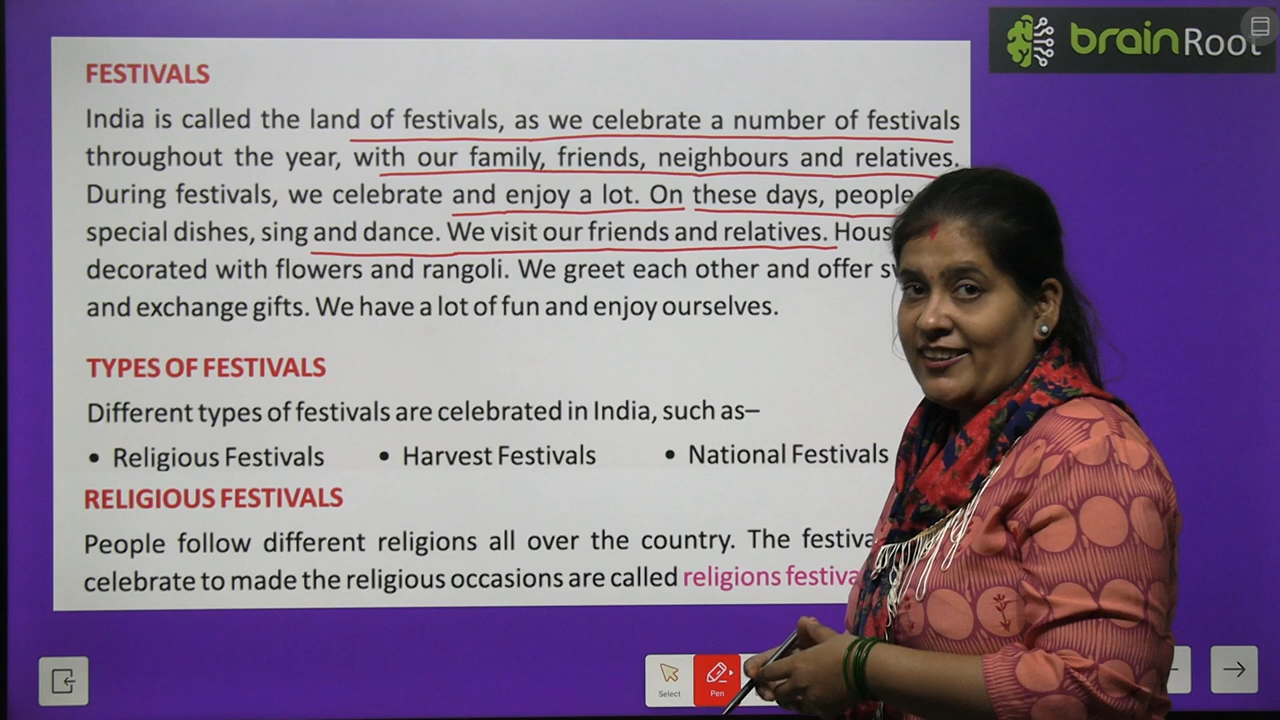 brainRoot
FESTIVALS
India is called the land of festivals, as we celebrate a number of festivals
throughout the year, with our family, friends, neighbours and relatives.
During festivals, we celebrate and enjoy a lot. On these days, people
special dishes, sing and dance. We visit our friends and relatives.
decorated with flowers and rangoli. We greet each other and offer
and exchange gifts. We have a lot of fun and enjoy ourselves.
TYPES OF FESTIVALS
Different types of festivals are celebrated in India, such as–
• Religious Festivals • Harvest Festivals • National Festivals
RELIGIOUS FESTIVALS
People follow different religions all over the country. The
celebrate to made the religious occasions are called religions
Select
Pen